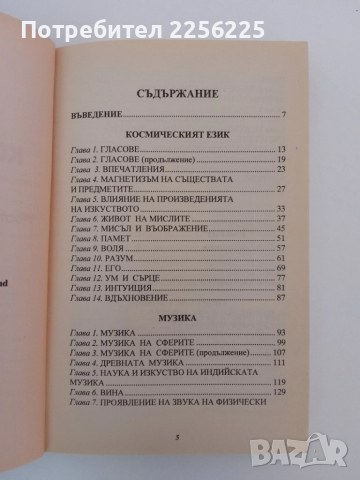 Потребител 2256225
СЪДЪРЖАНИЕ
ВЪВЕДЕНИЕ 7
КОСМИЧЕСКИЯТ ЕЗИК
Глава 1. ГЛАСОВЕ 13
Глава 2. ГЛАСОВЕ (продължение) 19
Глава 3. ВПЕЧАТЛЕНИЯ 23
Глава 4. МАГНЕТИЗЪМ НА СЪЩЕСТВАТА
И ПРЕДМЕТИТЕ 27
Глава 5. ВЛИЯНИЕ НА ПРОИЗВЕДЕНИЯТА
НА ИЗКУСТВОТО 33
Глава 6. ЖИВОТ НА МИСЛИТЕ 37
Глава 7. МИСЪЛ И ВЪОБРАЖЕНИЕ 45
Глава 8. ПАМЕТ 51
Глава 9. ВОЛЯ 57
Глава 10. РАЗУМ 61
Глава 11. ЕГО 69
Глава 12. УМ И СЪРЦЕ 77
Глава 13. ИНТУИЦИЯ 81
Глава 14. ВДЪХНОВЕНИЕ 87
МУЗИКА
Глава 1. МУЗИКА 93
Глава 2. МУЗИКА НА СФЕРИТЕ 99
Глава 3. МУЗИКА НА СФЕРИТЕ (продължение) 107
Глава 4. ДРЕВНАТА МУЗИКА 111
Глава 5. НАУКА И ИЗКУСТВО НА ИНДИЙСКАТА
МУЗИКА 119
Глава 6. ВИНА 129
Глава 7. ПРОЯВЛЕНИЕ НА ЗВУКА НА ФИЗИЧЕСКИ
5
bazar